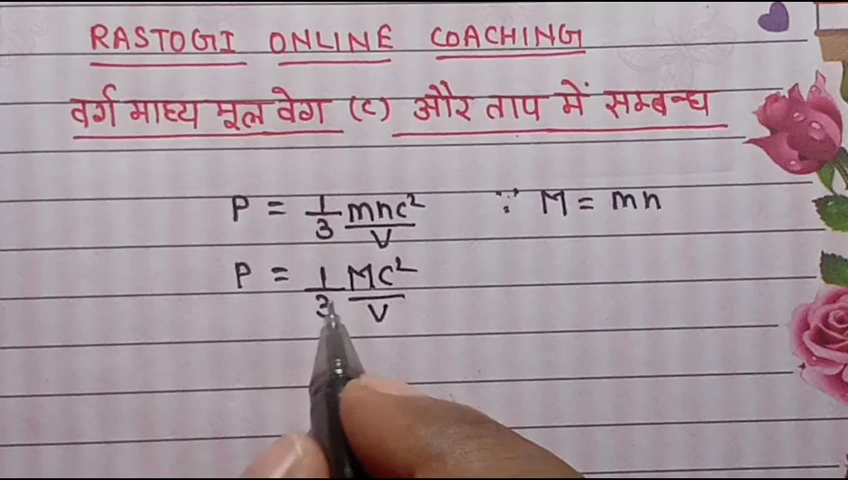 RASTOGI ONLINE COACHING
वर्ग माध्य मूल वेग (c) और ताप में सम्बन्ध
P = 1/3 mnc²/V ∵ M = mn
P = 1/3 MC²/V